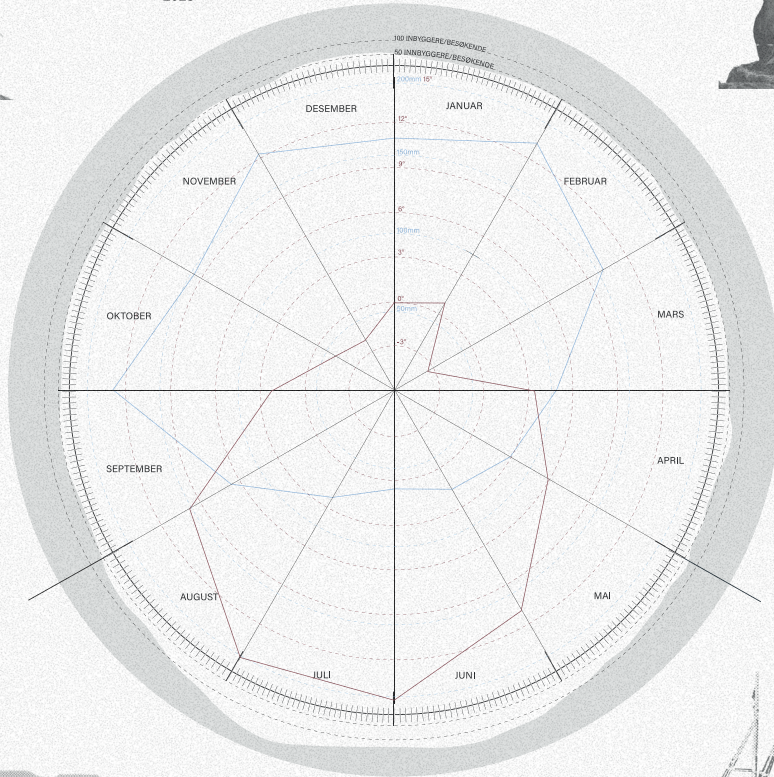 100 INBYGGERE/BESØKENDE
50 INNBYGGERE/BESØKENDE
200mm 15°
DESEMBER
JANUAR
12°
150mm
9°
NOVEMBER
FEBRUAR
6°
100mm
3°
0°
50mm
OKTOBER
MARS
-3°
SEPTEMBER
APRIL
AUGUST
MAI
JULI
JUNI